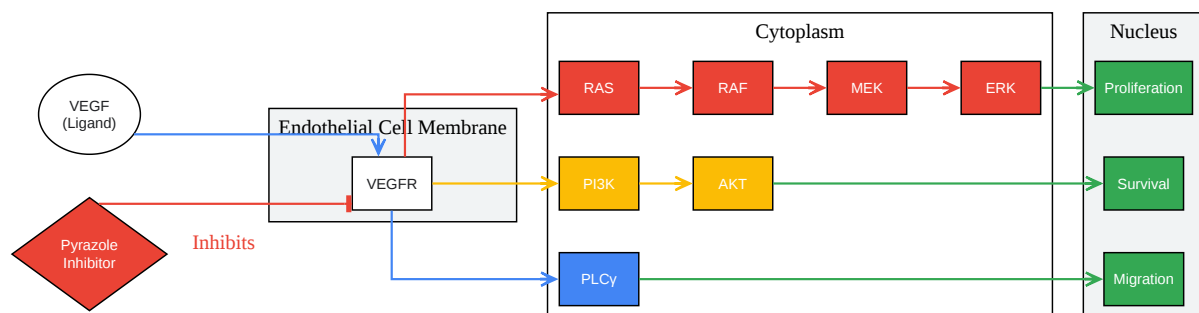 Cytoplasm
Nucleus
RAS
RAF
MEK
ERK
Proliferation
VEGF
(Ligand)
Endothelial Cell Membrane
VEGFR
PI3K
AKT
Survival
Pyrazole
Inhibitor
Inhibits
PLCγ
Migration